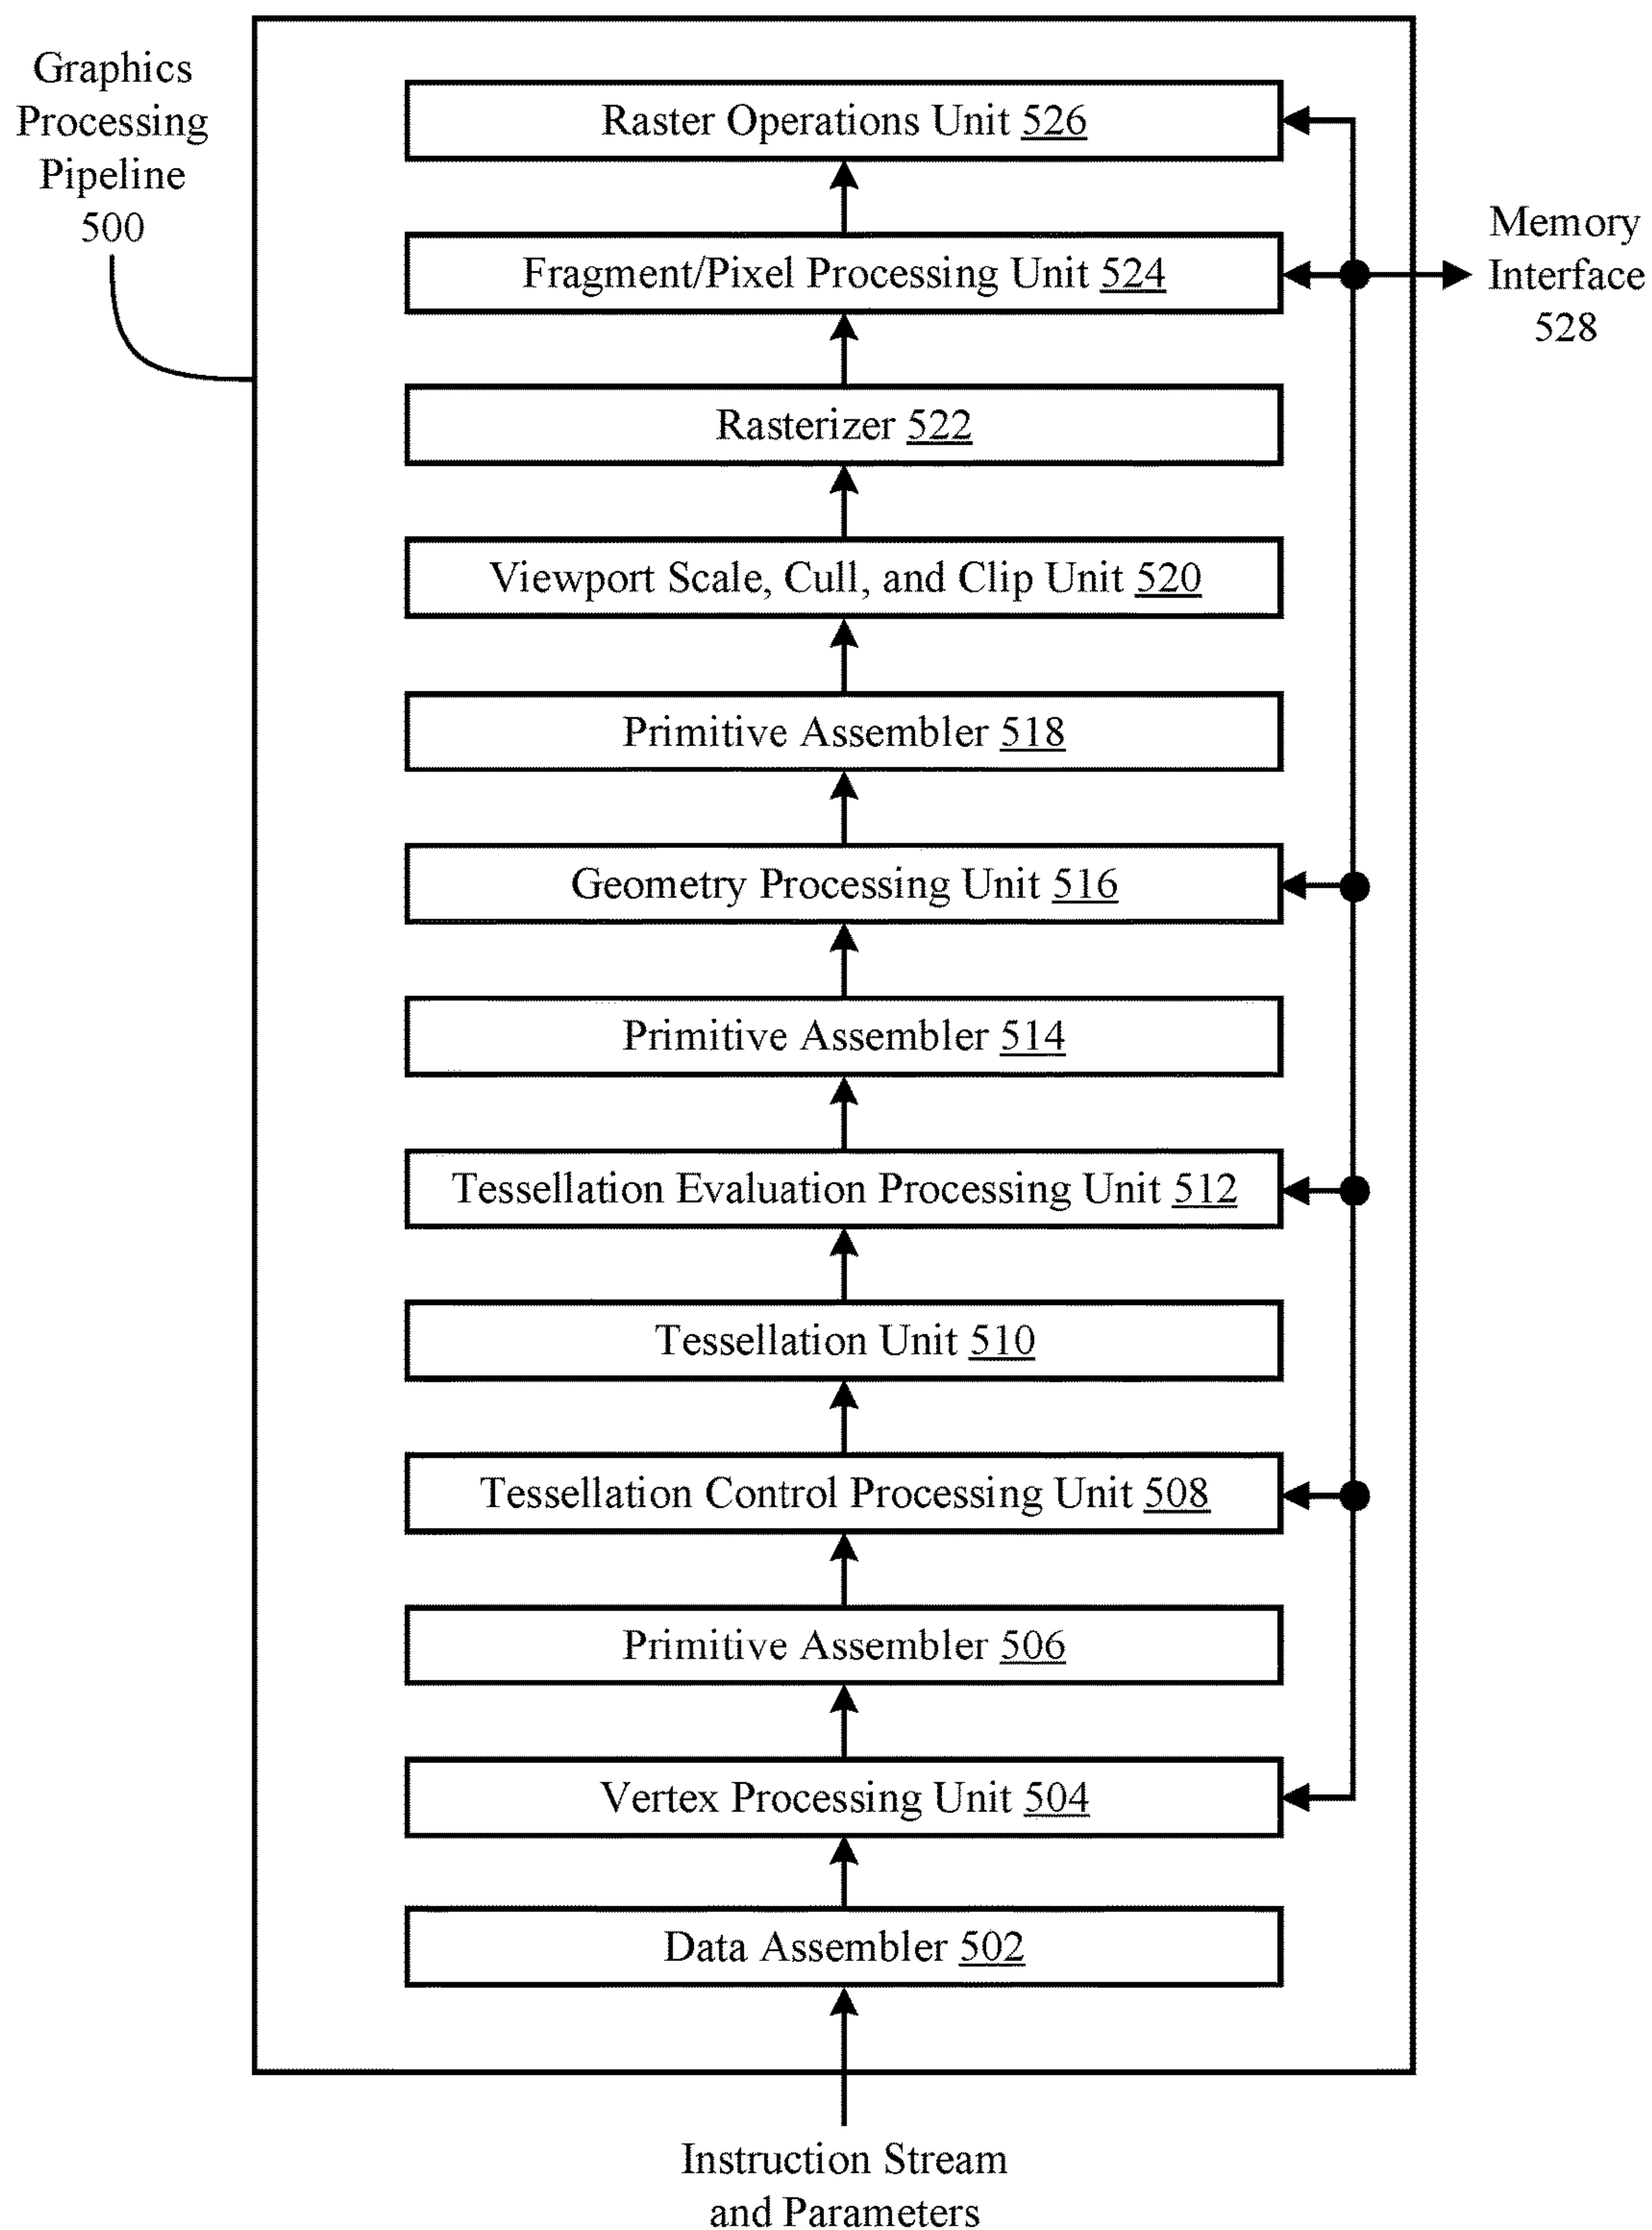 Graphics
Processing
Pipeline
500
Raster Operations Unit 526
Fragment/Pixel Processing Unit 524
Memory
Interface
528
Rasterizer 522
Viewport Scale, Cull, and Clip Unit 520
Primitive Assembler 518
Geometry Processing Unit 516
Primitive Assembler 514
Tessellation Evaluation Processing Unit 512
Tessellation Unit 510
Tessellation Control Processing Unit 508
Primitive Assembler 506
Vertex Processing Unit 504
Data Assembler 502
Instruction Stream
and Parameters